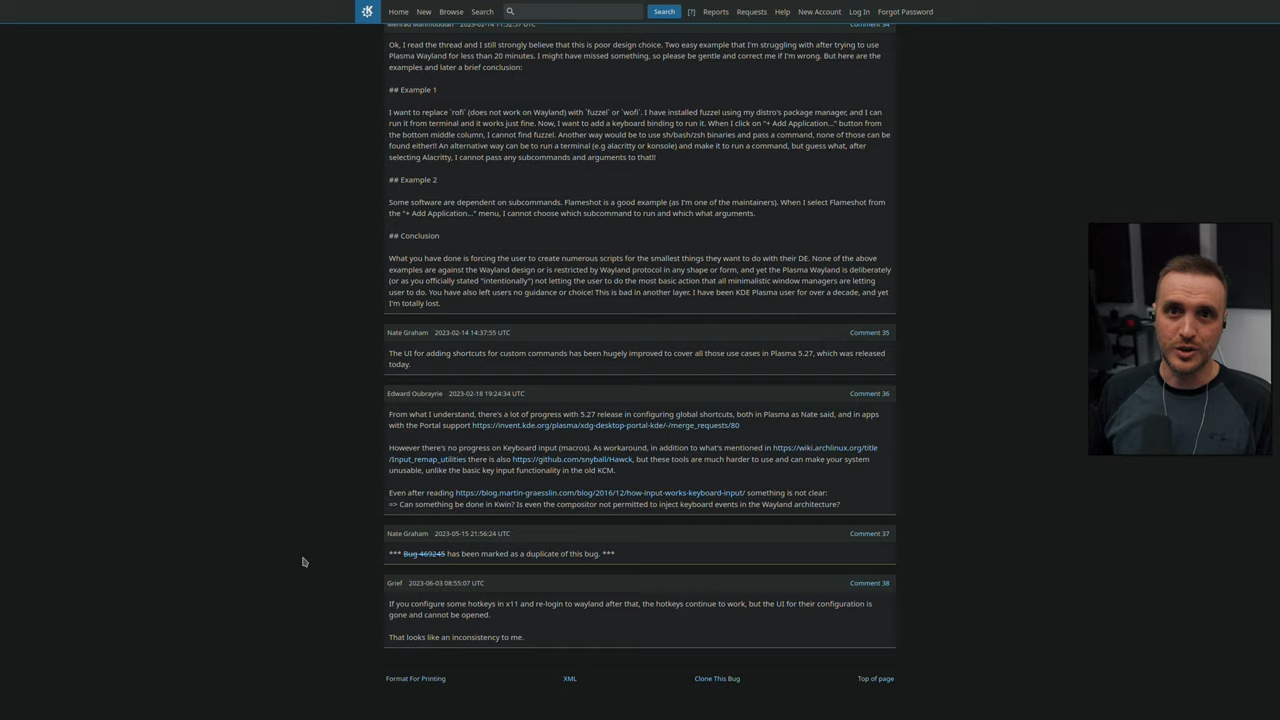 Home New Browse Search Search [?] Reports Requests Help New Account Log In Forgot Password
Mehrad Mahmoudian 2023-02-14 11:32:57 UTC Comment 34
Ok, I read the thread and I still strongly believe that this is poor design choice. Two easy example that I'm struggling with after trying to use
Plasma Wayland for less than 20 minutes. I might have missed something, so please be gentle and correct me if I'm wrong. But here are the
examples and later a brief conclusion:
## Example 1
I want to replace `rofi` (does not work on Wayland) with `fuzzel` or `wofi`. I have installed fuzzel using my distro's package manager, and I can
run it from terminal and it works just fine. Now, I want to add a keyboard binding to run it. When I click on "+ Add Application..." button from
the bottom middle column, I cannot find fuzzel. Another way would be to use sh/bash/zsh binaries and pass a command, none of those can be
found either!! An alternative way can be to run a terminal (e.g alacritty or konsole) and make it to run a command, but guess what, after
selecting Alacritty, I cannot pass any subcommands and arguments to that!!
## Example 2
Some software are dependent on subcommands. Flameshot is a good example (as I'm one of the maintainers). When I select Flameshot from
the "+ Add Application..." menu, I cannot choose which subcommand to run and which what arguments.
## Conclusion
What you have done is forcing the user to create numerous scripts for the smallest things they want to do with their DE. None of the above
examples are against the Wayland design or is restricted by Wayland protocol in any shape or form, and yet the Plasma Wayland is deliberately
(or as you officially stated "intentionally") not letting the user to do the most basic action that all minimalistic window managers are letting
user to do. You have also left users no guidance or choice! This is bad in another layer. I have been KDE Plasma user for over a decade, and yet
I'm totally lost.
Nate Graham 2023-02-14 14:37:55 UTC Comment 35
The UI for adding shortcuts for custom commands has been hugely improved to cover all those use cases in Plasma 5.27, which was released
today.
Edward Oubrayrie 2023-02-18 19:24:34 UTC Comment 36
From what I understand, there's a lot of progress with 5.27 release in configuring global shortcuts, both in Plasma as Nate said, and in apps
with the Portal support https://invent.kde.org/plasma/xdg-desktop-portal-kde/-/merge_requests/80
However there's no progress on Keyboard input (macros). As workaround, in addition to what's mentioned in https://wiki.archlinux.org/title
/Input_remap_utilities there is also https://github.com/snyball/Hawck, but these tools are much harder to use and can make your system
unusable, unlike the basic key input functionality in the old KCM.
Even after reading https://blog.martin-graesslin.com/blog/2016/12/how-input-works-keyboard-input/ something is not clear:
=> Can something be done in Kwin? Is even the compositor not permitted to inject keyboard events in the Wayland architecture?
Nate Graham 2023-05-15 21:56:24 UTC Comment 37
*** Bug 469245 has been marked as a duplicate of this bug. ***
Grief 2023-06-03 08:55:07 UTC Comment 38
If you configure some hotkeys in x11 and re-login to wayland after that, the hotkeys continue to work, but the UI for their configuration is
gone and cannot be opened.
That looks like an inconsistency to me.
Format For Printing XML Clone This Bug Top of page